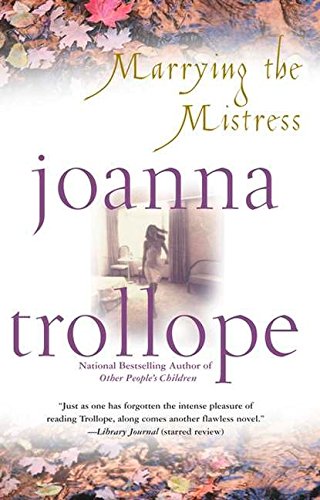 Marrying the
Mistress
joanna
trollope
National Bestselling Author of
Other People's Children
"Just as one has forgotten the intense pleasure of
reading Trollope, along comes another flawless novel."
—Library Journal (starred review)